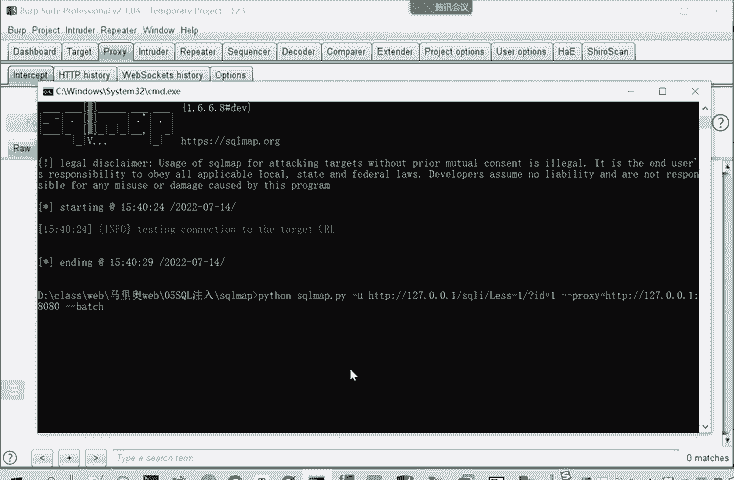 Burp Suite Professional v2
Temporary Project
腾讯会议
Burp Project Intruder Repeater Window Help
Dashboard Target Proxy Intruder Repeater Sequencer Decoder Comparer Extender Project options User options HaE ShiroScan
Intercept HTTP history WebSockets history Options
C:\Windows\System32\cmd.exe
{1.6.6.8#dev}
|V... https://sqlmap.org
Raw
[!] legal disclaimer: Usage of sqlmap for attacking targets without prior mutual consent is illegal. It is the end user'
s responsibility to obey all applicable local, state and federal laws. Developers assume no liability and are not respon
sible for any misuse or damage caused by this program
[*] starting @ 15:40:24 /2022-07-14/
[15:40:24] [INFO] testing connection to the target URL
[*] ending @ 15:40:29 /2022-07-14/
D:\class\web\马里奥web\05SQL注入\sqlmap>python sqlmap.py -u http://127.0.0.1/sqli/Less-1/?id=1 --proxy=http://127.0.0.1:
8080 --batch
Type a search term
0 matches